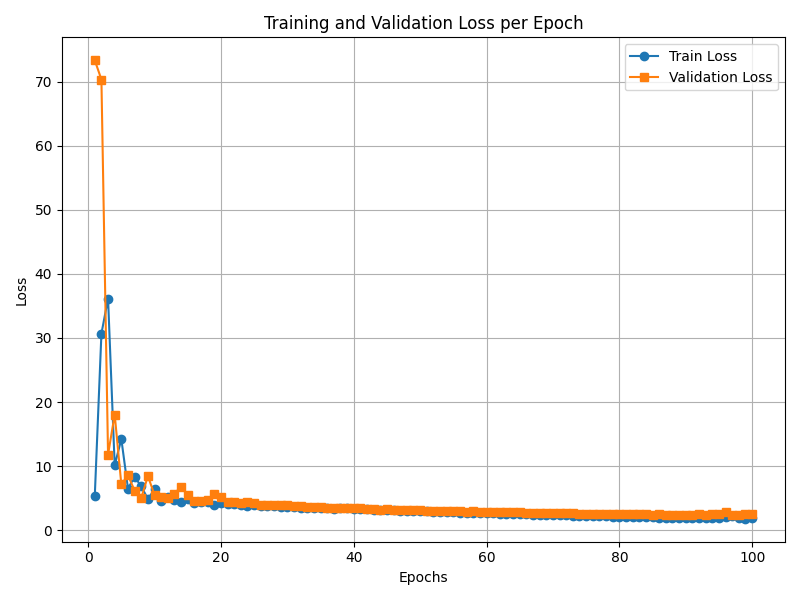 Training and Validation Loss per Epoch
Train Loss
Validation Loss
70
60
50
40
30
20
10
0
Loss
0 20 40 60 80 100
Epochs